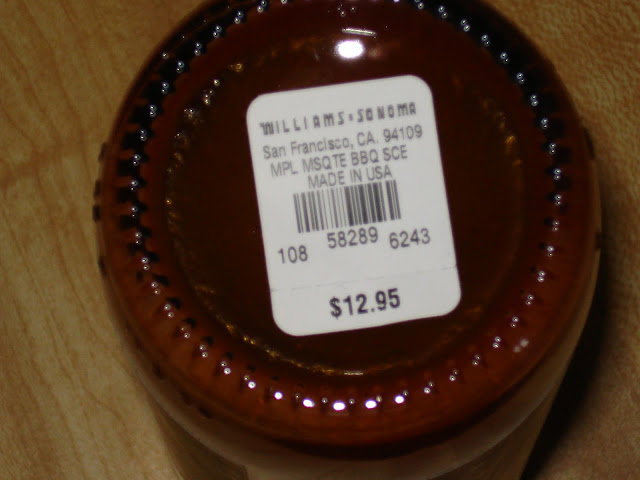 WILLIAMS-SONOMA
San Francisco, CA. 94109
MPL MSQTE BBQ SCE
MADE IN USA
108 58289 6243
$12.95